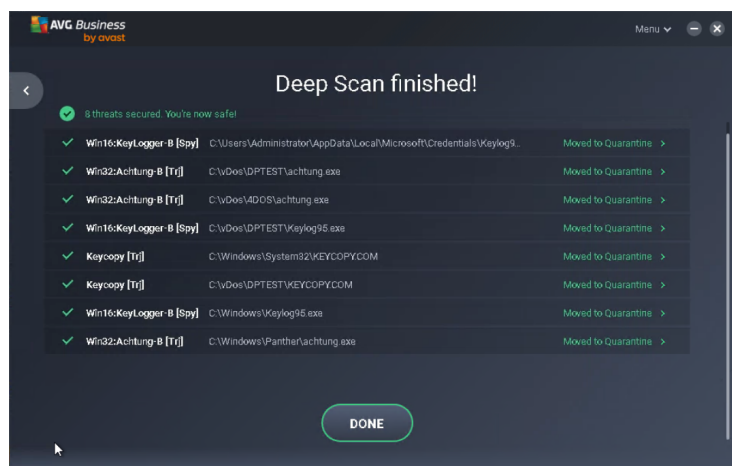 AVG Business
by avast
Menu
Deep Scan finished!
8 threats secured. You're now safe!
Win16:KeyLogger-B [Spy] C:\Users\Administrator\AppData\Local\Microsoft\Credentials\Keylog9... Moved to Quarantine
Win32:Achtung-B [Trj] C:\vDos\DPTEST\achtung.exe Moved to Quarantine
Win32:Achtung-B [Trj] C:\vDos\4DOS\achtung.exe Moved to Quarantine
Win16:KeyLogger-B [Spy] C:\vDos\DPTEST\Keylog95.exe Moved to Quarantine
Keycopy [Trj] C:\Windows\System32\KEYCOPY.COM Moved to Quarantine
Keycopy [Trj] C:\vDos\DPTEST\KEYCOPY.COM Moved to Quarantine
Win16:KeyLogger-B [Spy] C:\Windows\Keylog95.exe Moved to Quarantine
Win32:Achtung-B [Trj] C:\Windows\Panther\achtung.exe Moved to Quarantine
DONE